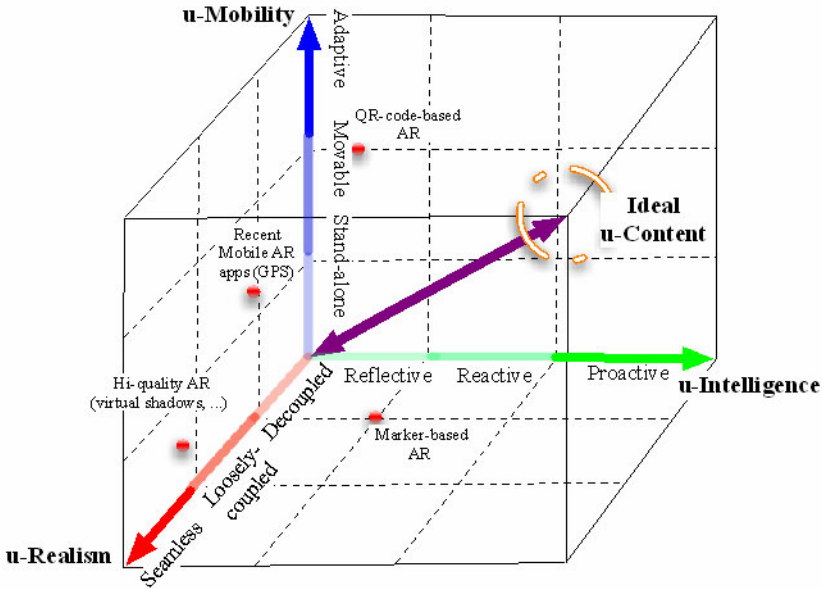 u-Mobility
Adaptive
Movable
Stand-alone
QR-code-based
AR
Ideal
u-Content
Recent
Mobile AR
apps (GPS)
Reflective
Reactive
Proactive
u-Intelligence
Hi-quality AR
(virtual shadows, ...)
Marker-based
AR
Decoupled
Loosely-
coupled
Seamless
u-Realism